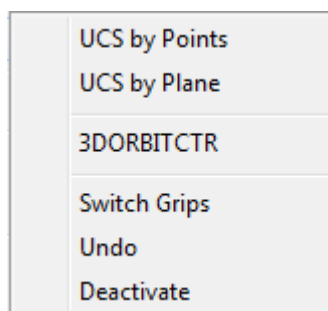 UCS by Points
UCS by Plane
3DORBITCTR
Switch Grips
Undo
Deactivate